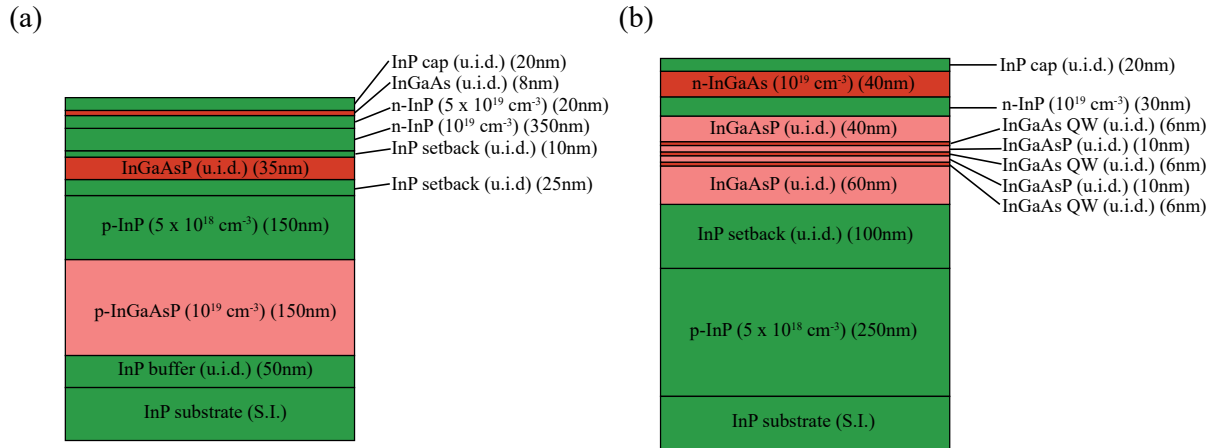 (a)
InP cap (u.i.d.) (20nm)
InGaAs (u.i.d.) (8nm)
n-InP (5 x 10¹⁹ cm⁻³) (20nm)
n-InP (10¹⁹ cm⁻³) (350nm)
InP setback (u.i.d.) (10nm)
InGaAsP (u.i.d.) (35nm)
InP setback (u.i.d) (25nm)
p-InP (5 x 10¹⁸ cm⁻³) (150nm)
p-InGaAsP (10¹⁹ cm⁻³) (150nm)
InP buffer (u.i.d.) (50nm)
InP substrate (S.I.)
(b)
InP cap (u.i.d.) (20nm)
n-InGaAs (10¹⁹ cm⁻³) (40nm)
n-InP (10¹⁹ cm⁻³) (30nm)
InGaAsP (u.i.d.) (40nm)
InGaAs QW (u.i.d.) (6nm)
InGaAsP (u.i.d.) (10nm)
InGaAs QW (u.i.d.) (6nm)
InGaAsP (u.i.d.) (10nm)
InGaAs QW (u.i.d.) (6nm)
InGaAsP (u.i.d.) (60nm)
InP setback (u.i.d.) (100nm)
p-InP (5 x 10¹⁸ cm⁻³) (250nm)
InP substrate (S.I.)